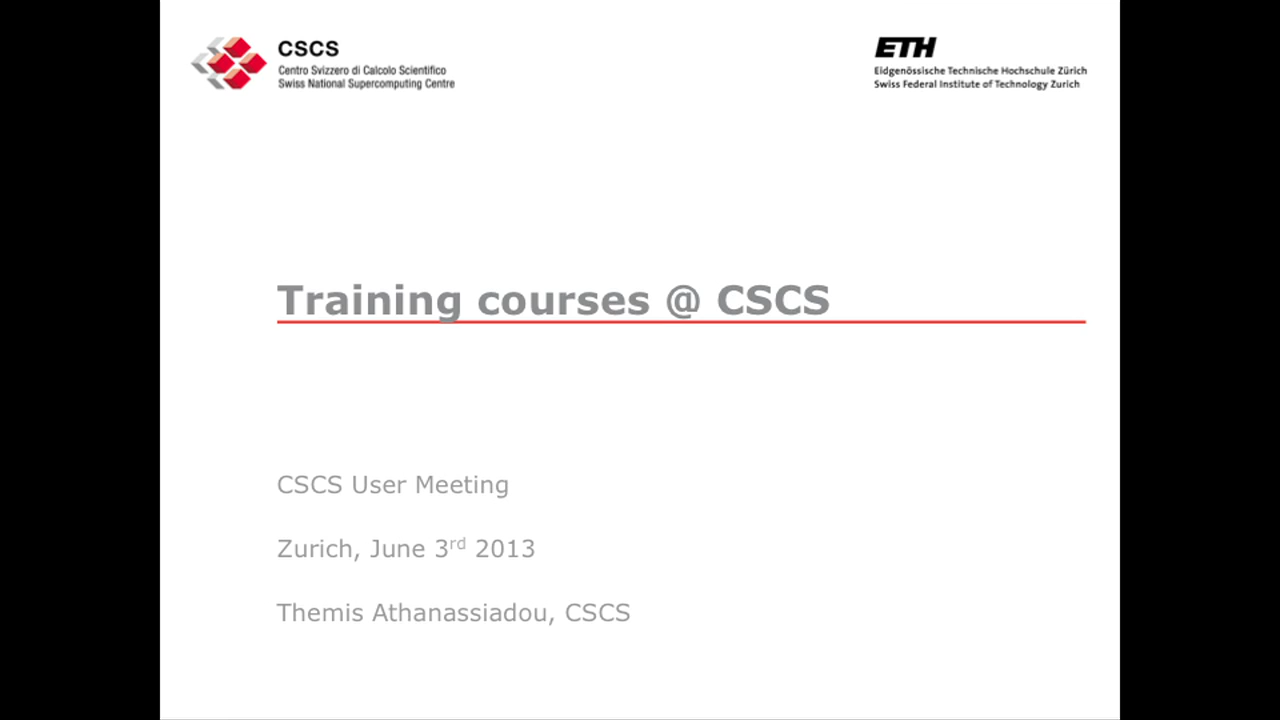 CSCS
Centro Svizzero di Calcolo Scientifico
Swiss National Supercomputing Centre
ETH
Eidgenössische Technische Hochschule Zürich
Swiss Federal Institute of Technology Zurich
Training courses @ CSCS
CSCS User Meeting
Zurich, June 3rd 2013
Themis Athanassiadou, CSCS